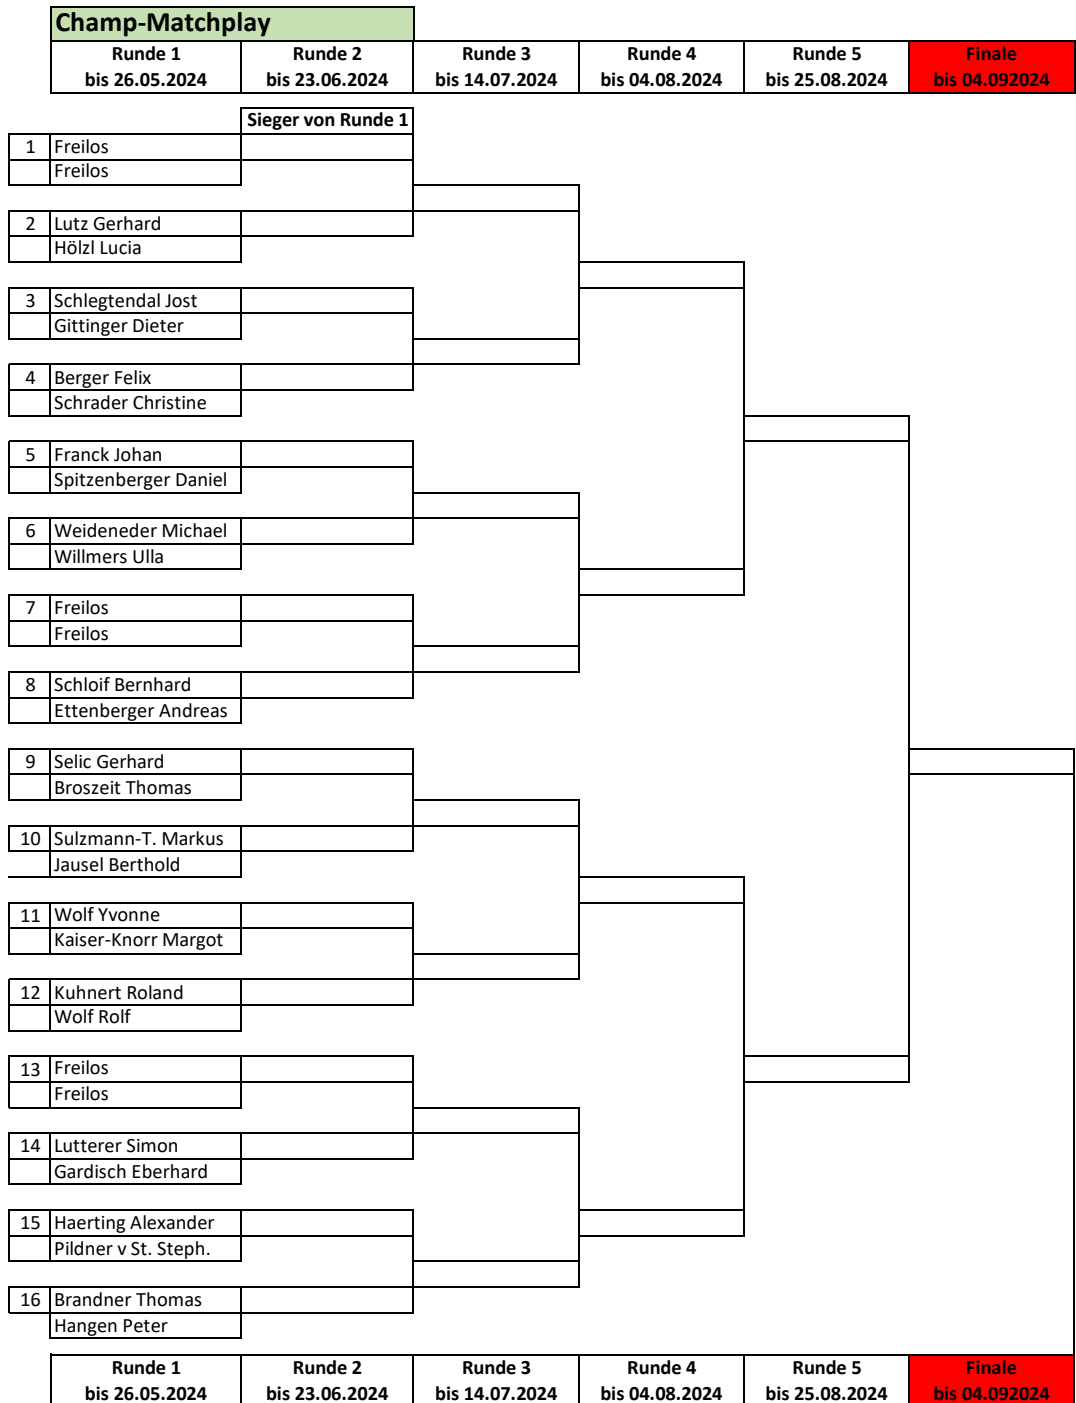 Champ-Matchplay
Runde 1 Runde 2 Runde 3 Runde 4 Runde 5 Finale
bis 26.05.2024 bis 23.06.2024 bis 14.07.2024 bis 04.08.2024 bis 25.08.2024 bis 04.092024
Sieger von Runde 1
1 Freilos
Freilos
2 Lutz Gerhard
Hölzl Lucia
3 Schlegtendal Jost
Gittinger Dieter
4 Berger Felix
Schrader Christine
5 Franck Johan
Spitzenberger Daniel
6 Weideneder Michael
Willmers Ulla
7 Freilos
Freilos
8 Schloif Bernhard
Ettenberger Andreas
9 Selic Gerhard
Broszeit Thomas
10 Sulzmann-T. Markus
Jausel Berthold
11 Wolf Yvonne
Kaiser-Knorr Margot
12 Kuhnert Roland
Wolf Rolf
13 Freilos
Freilos
14 Lutterer Simon
Gardisch Eberhard
15 Haerting Alexander
Pildner v St. Steph.
16 Brandner Thomas
Hangen Peter
Runde 1 Runde 2 Runde 3 Runde 4 Runde 5 Finale
bis 26.05.2024 bis 23.06.2024 bis 14.07.2024 bis 04.08.2024 bis 25.08.2024 bis 04.092024